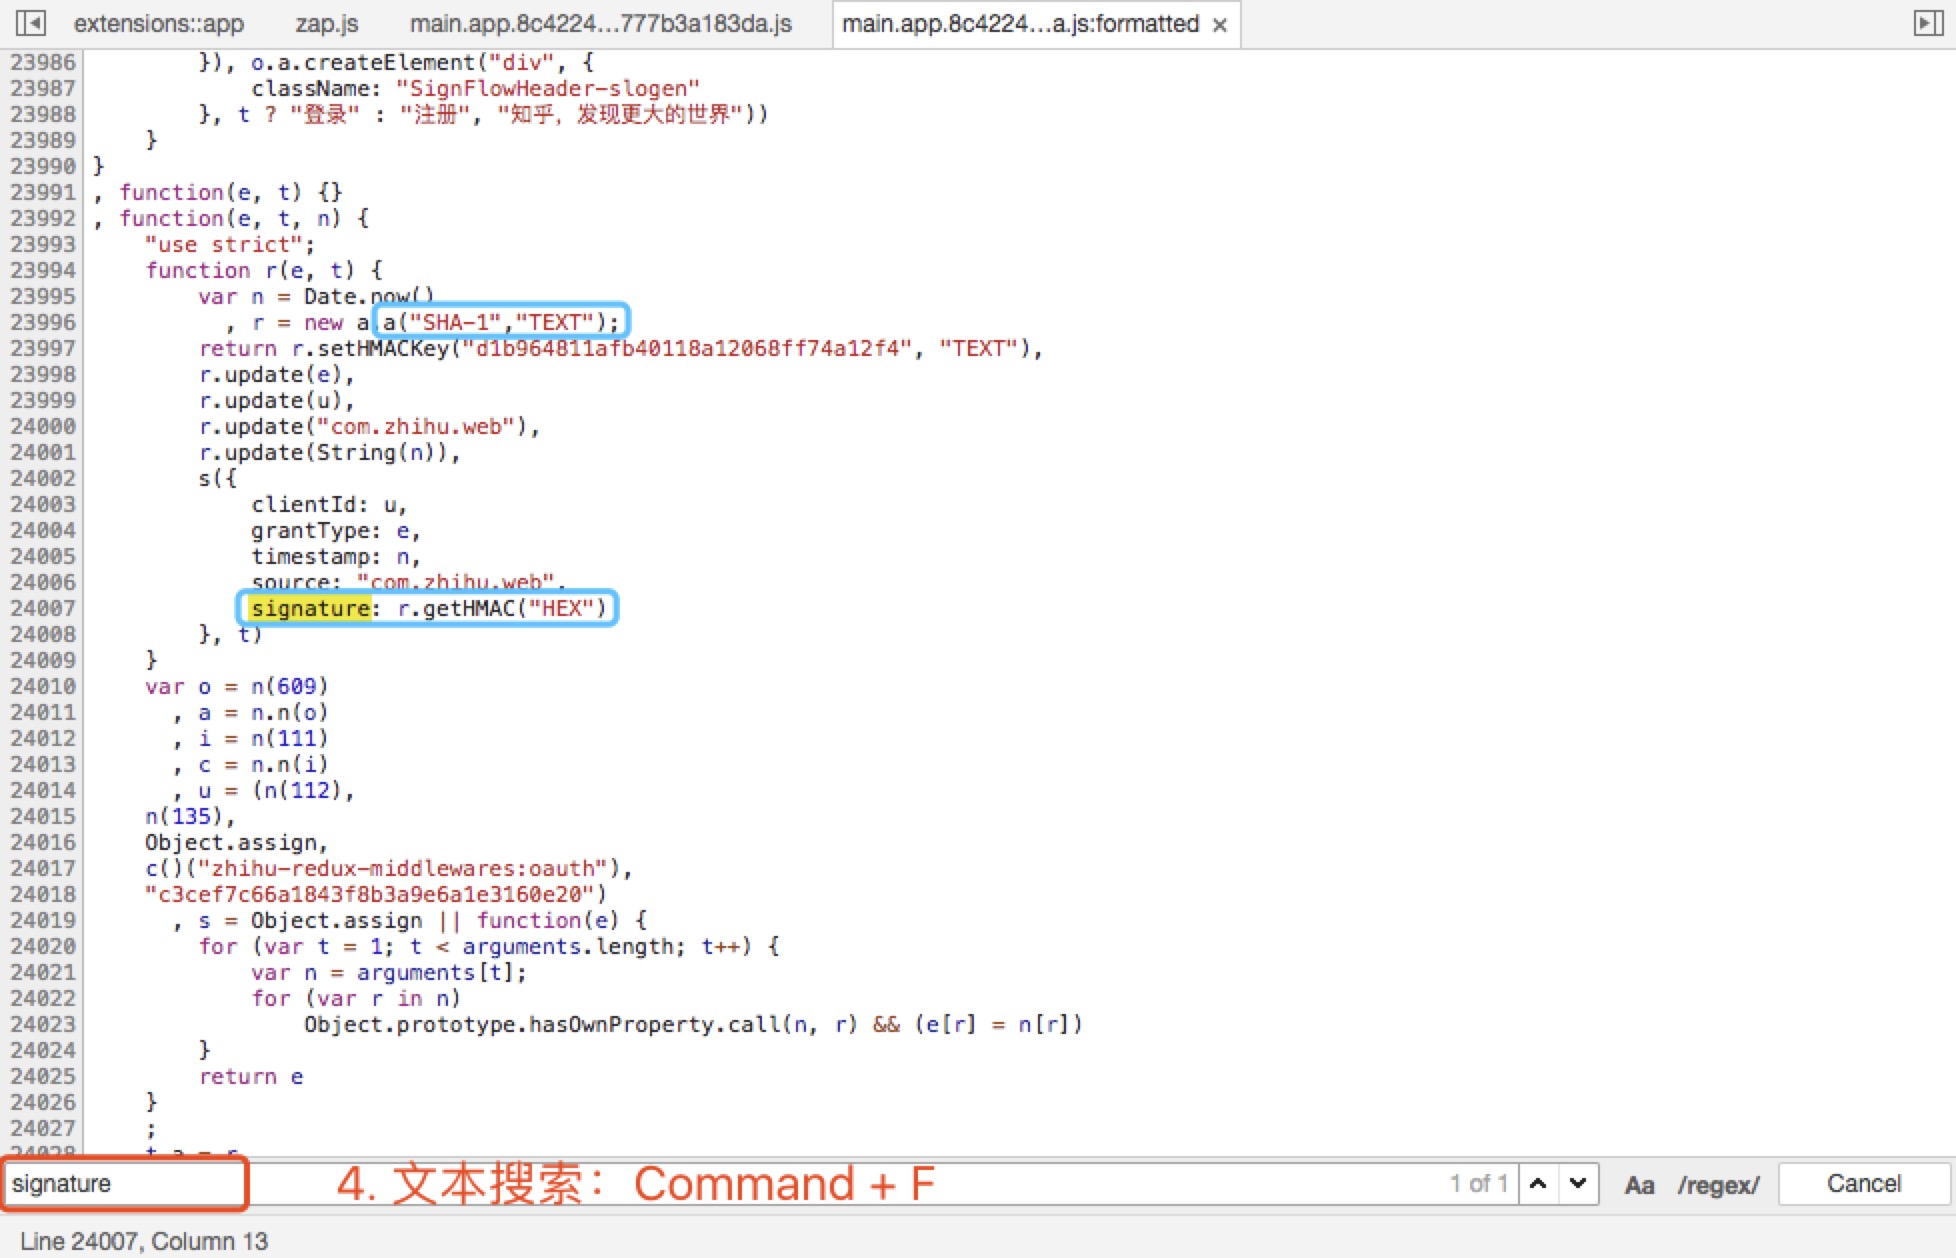 extensions::app zap.js main.app.8c4224...777b3a183da.js main.app.8c4224...a.js:formatted ×
23986 }), o.a.createElement("div", {
23987 className: "SignFlowHeader-slogen"
23988 }, t ? "登录" : "注册", "知乎，发现更大的世界"))
23989 }
23990 }
23991 , function(e, t) {}
23992 , function(e, t, n) {
23993 "use strict";
23994 function r(e, t) {
23995 var n = Date.now()
23996 , r = new a.a("SHA-1","TEXT");
23997 return r.setHMACKey("d1b964811afb40118a12068ff74a12f4", "TEXT"),
23998 r.update(e),
23999 r.update(u),
24000 r.update("com.zhihu.web"),
24001 r.update(String(n)),
24002 s({
24003 clientId: u,
24004 grantType: e,
24005 timestamp: n,
24006 source: "com.zhihu.web",
24007 signature: r.getHMAC("HEX")
24008 }, t)
24009 }
24010 var o = n(609)
24011 , a = n.n(o)
24012 , i = n(111)
24013 , c = n.n(i)
24014 , u = (n(112),
24015 n(135),
24016 Object.assign,
24017 c()("zhihu-redux-middlewares:oauth"),
24018 "c3cef7c66a1843f8b3a9e6a1e3160e20")
24019 , s = Object.assign || function(e) {
24020 for (var t = 1; t < arguments.length; t++) {
24021 var n = arguments[t];
24022 for (var r in n)
24023 Object.prototype.hasOwnProperty.call(n, r) && (e[r] = n[r])
24024 }
24025 return e
24026 }
24027 ;
24028 t.a = r
signature 4. 文本搜索：Command + F 1 of 1 Aa /regex/ Cancel
Line 24007, Column 13